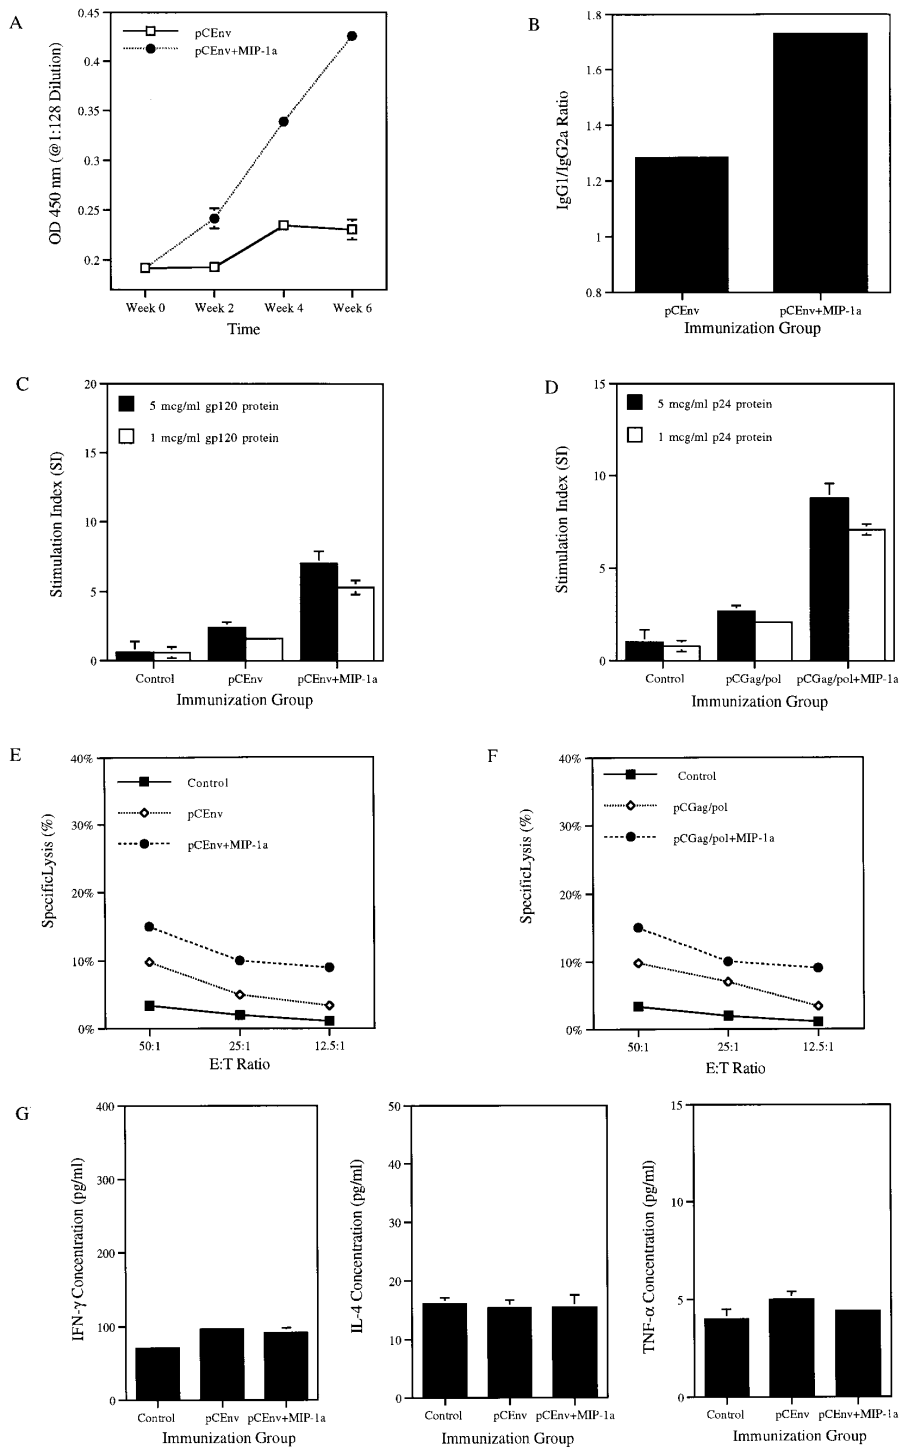 A
OD 450 nm (@1:128 Dilution)
0.45
0.4
0.35
0.3
0.25
0.2
pCEnv
pCEnv+MIP-1a
Week 0 Week 2 Week 4 Week 6
Time
B
IgG1/IgG2a Ratio
1.8
1.6
1.4
1.2
1
0.8
pCEnv pCEnv+MIP-1a
Immunization Group
C
Stimulation Index (SI)
20
15
10
5
0
5 mcg/ml gp120 protein
1 mcg/ml gp120 protein
Control pCEnv pCEnv+MIP-1a
Immunization Group
D
Stimulation Index (SI)
15
10
5
0
5 mcg/ml p24 protein
1 mcg/ml p24 protein
Control pCGag/pol pCGag/pol+MIP-1a
Immunization Group
E
SpecificLysis (%)
40%
30%
20%
10%
0%
Control
pCEnv
pCEnv+MIP-1a
50:1 25:1 12.5:1
E:T Ratio
F
SpecificLysis (%)
40%
30%
20%
10%
0%
Control
pCGag/pol
pCGag/pol+MIP-1a
50:1 25:1 12.5:1
E:T Ratio
G
IFN-γ Concentration (pg/ml)
400
300
200
100
0
Control pCEnv pCEnv+MIP-1a
Immunization Group
IL-4 Concentration (pg/ml)
50
40
30
20
10
0
Control pCEnv pCEnv+MIP-1a
Immunization Group
TNF-α Concentration (pg/ml)
15
10
5
0
Control pCEnv pCEnv+MIP-1a
Immunization Group